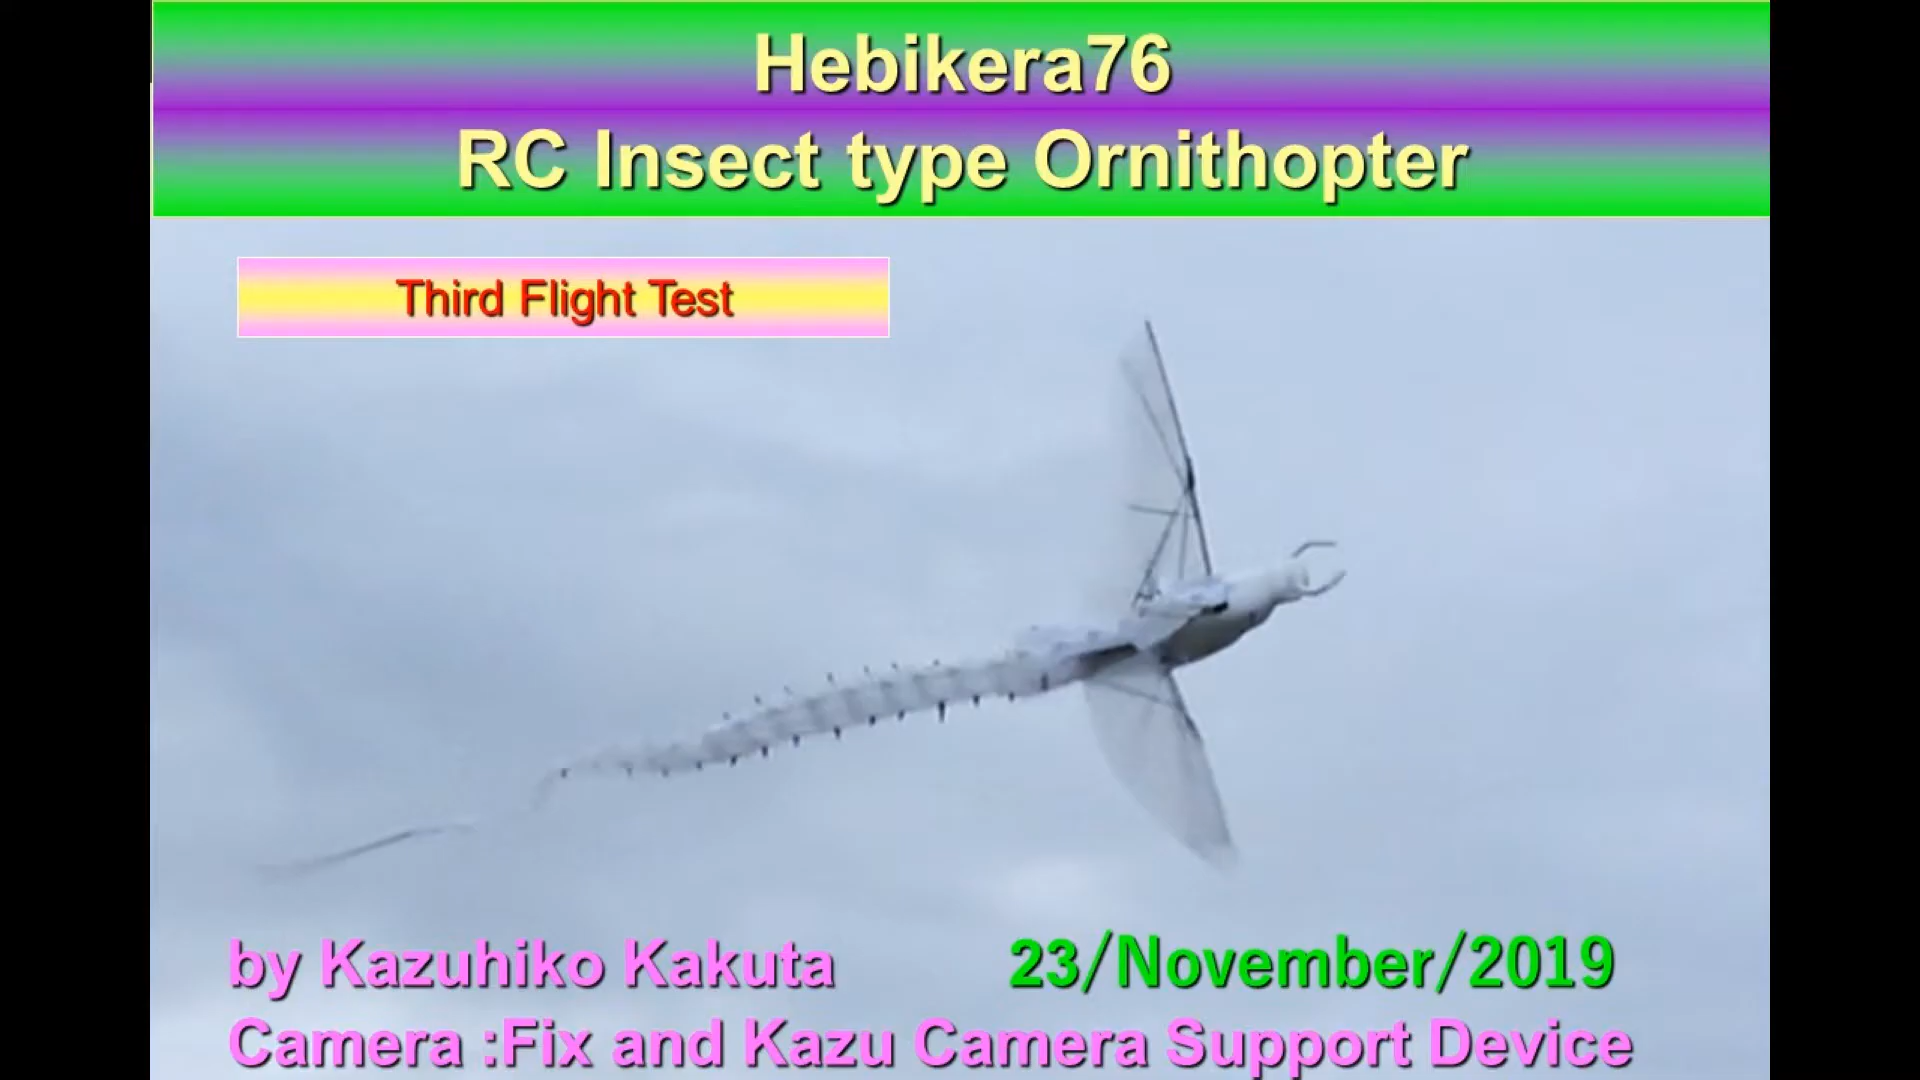 Hebikera76
RC Insect type Ornithopter
Third Flight Test
by Kazuhiko Kakuta
23/November/2019
Camera :Fix and Kazu Camera Support Device